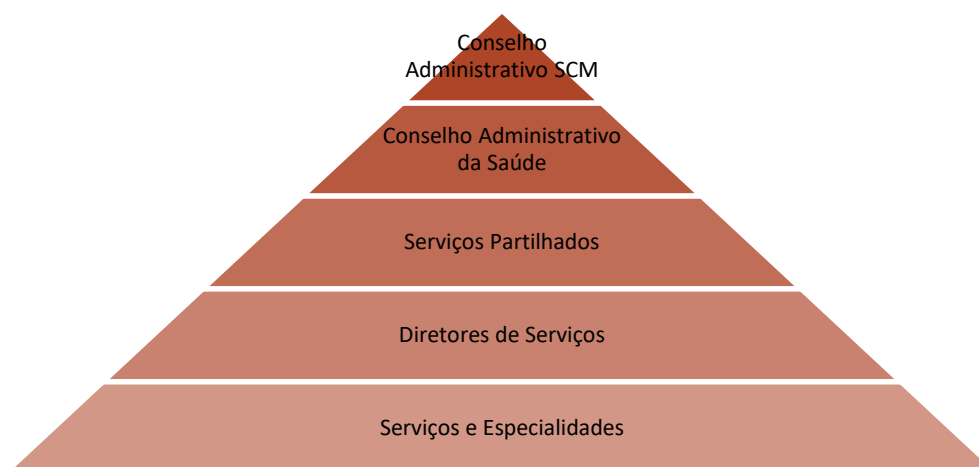 Conselho
Administrativo SCM
Conselho Administrativo
da Saúde
Serviços Partilhados
Diretores de Serviços
Serviços e Especialidades